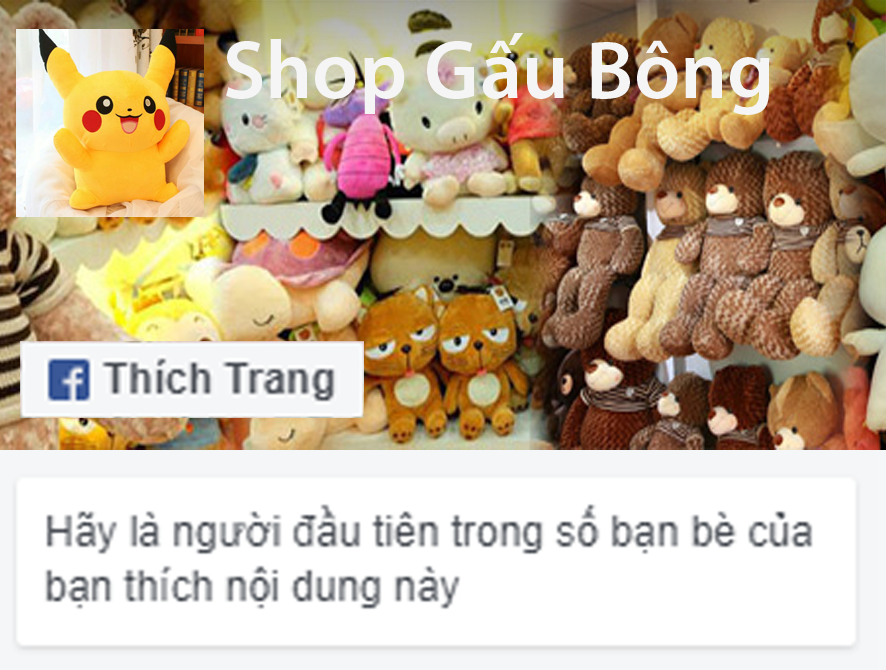 Shop Gấu Bông
Thích Trang
Hãy là người đầu tiên trong số bạn bè của
bạn thích nội dung này